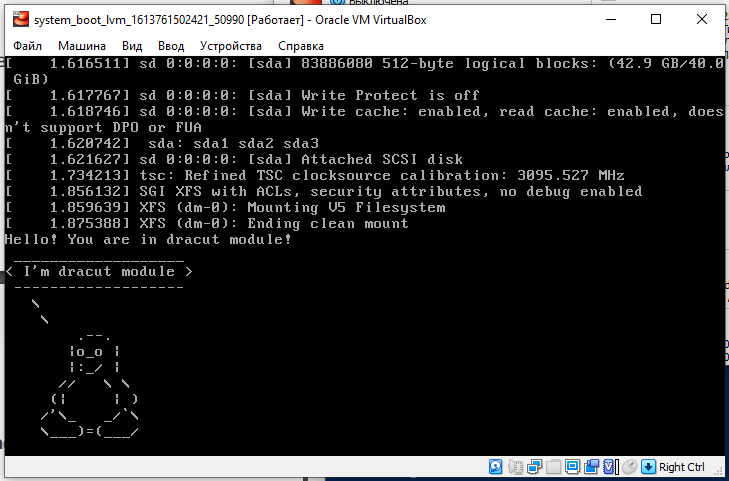 Выключена
system_boot_lvm_1613761502421_50990 [Работает] - Oracle VM VirtualBox
Файл Машина Вид Ввод Устройства Справка
[    1.616511] sd 0:0:0:0: [sda] 83886080 512-byte logical blocks: (42.9 GB/40.0
 GiB)
[    1.617767] sd 0:0:0:0: [sda] Write Protect is off
[    1.618746] sd 0:0:0:0: [sda] Write cache: enabled, read cache: enabled, does
n't support DPO or FUA
[    1.620742]  sda: sda1 sda2 sda3
[    1.621627] sd 0:0:0:0: [sda] Attached SCSI disk
[    1.734213] tsc: Refined TSC clocksource calibration: 3095.527 MHz
[    1.856132] SGI XFS with ACLs, security attributes, no debug enabled
[    1.859639] XFS (dm-0): Mounting V5 Filesystem
[    1.875388] XFS (dm-0): Ending clean mount
Hello! You are in dracut module!
 ___________________
< I'm dracut module >
 -------------------
   \
    \
        .--.
       |o_o |
       |:_/ |
      //   \ \
     (|     | )
    /'\_   _/`\
    \___)=(___/
Right Ctrl